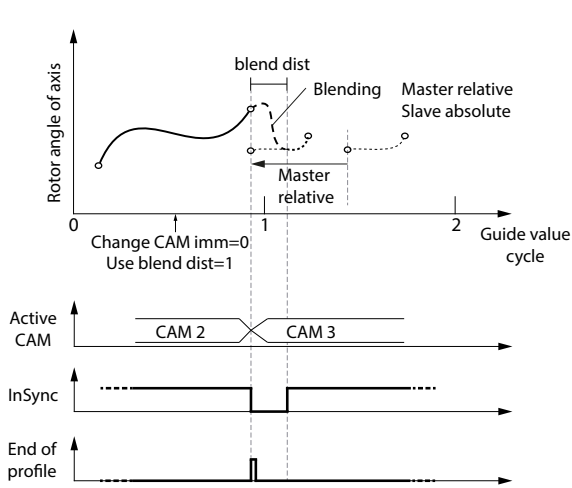 blend dist
Blending
Master relative
Slave absolute
Rotor angle of axis
Master
relative
0
1
2
Change CAM imm=0
Use blend dist=1
Guide value
cycle
Active
CAM
CAM 2
CAM 3
InSync
End of
profile